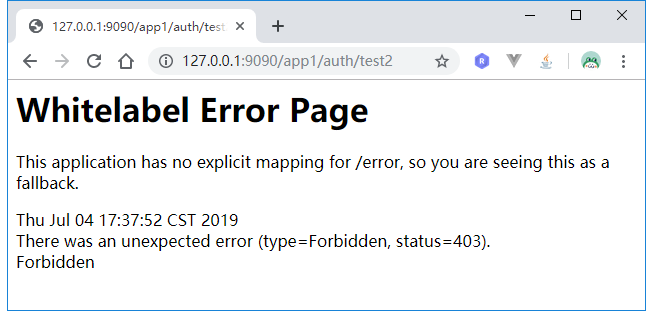 127.0.0.1:9090/app1/auth/test
127.0.0.1:9090/app1/auth/test2
R
Whitelabel Error Page
This application has no explicit mapping for /error, so you are seeing this as a
fallback.
Thu Jul 04 17:37:52 CST 2019
There was an unexpected error (type=Forbidden, status=403).
Forbidden